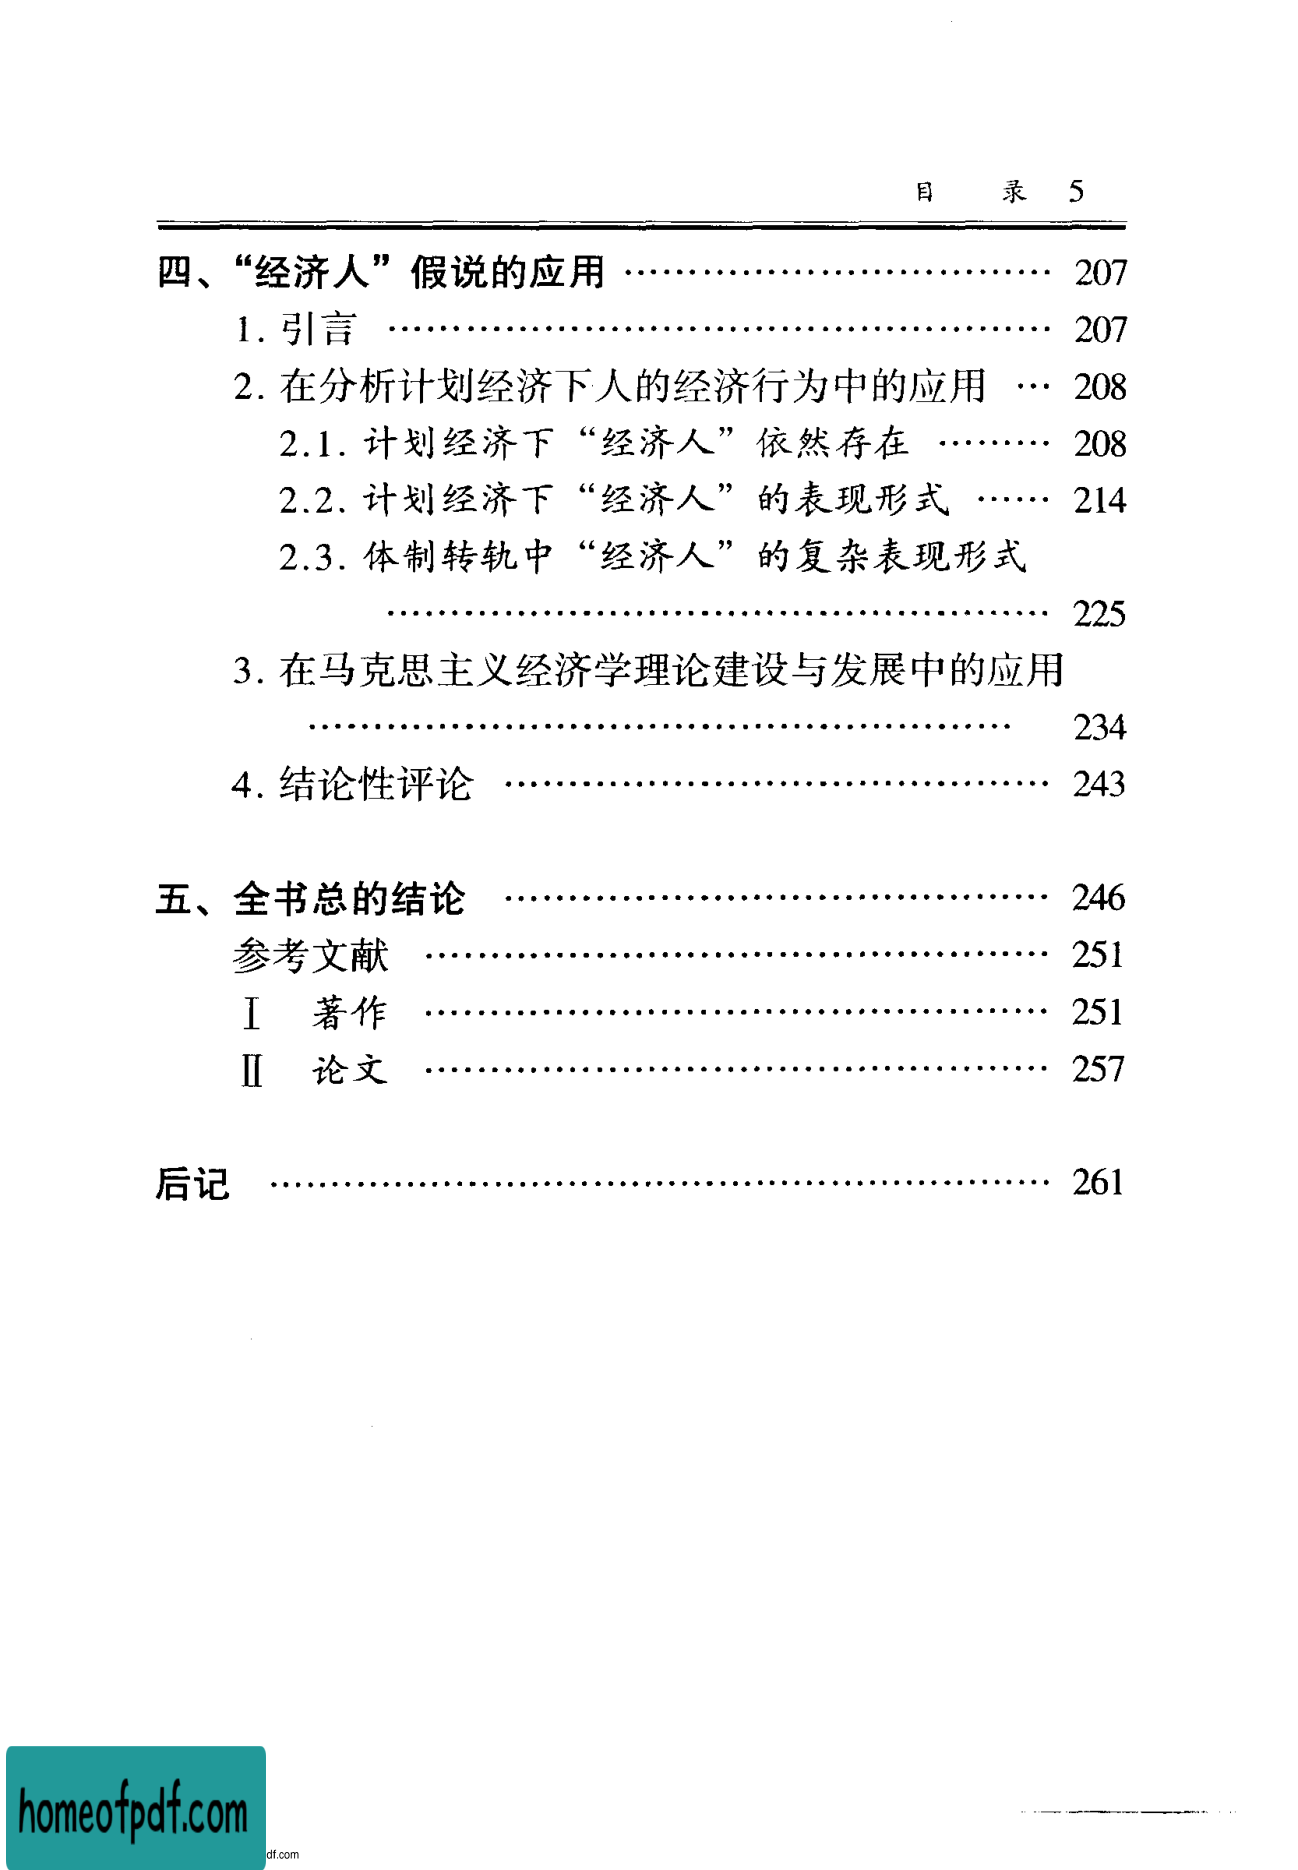 目 录 5
四、“经济人”假说的应用 ………………………… 207
1. 引言 ………………………………………… 207
2. 在分析计划经济下人的经济行为中的应用 … 208
2.1. 计划经济下“经济人”依然存在 ……… 208
2.2. 计划经济下“经济人”的表现形式 …… 214
2.3. 体制转轨中“经济人”的复杂表现形式
………………………………………… 225
3. 在马克思主义经济学理论建设与发展中的应用
…………………………………………… 234
4. 结论性评论 ………………………………… 243
五、全书总的结论 ………………………………… 246
参考文献 ……………………………………… 251
Ⅰ 著作 ……………………………………… 251
Ⅱ 论文 ……………………………………… 257
后记 ………………………………………………… 261
homeofpdf.com
df.com